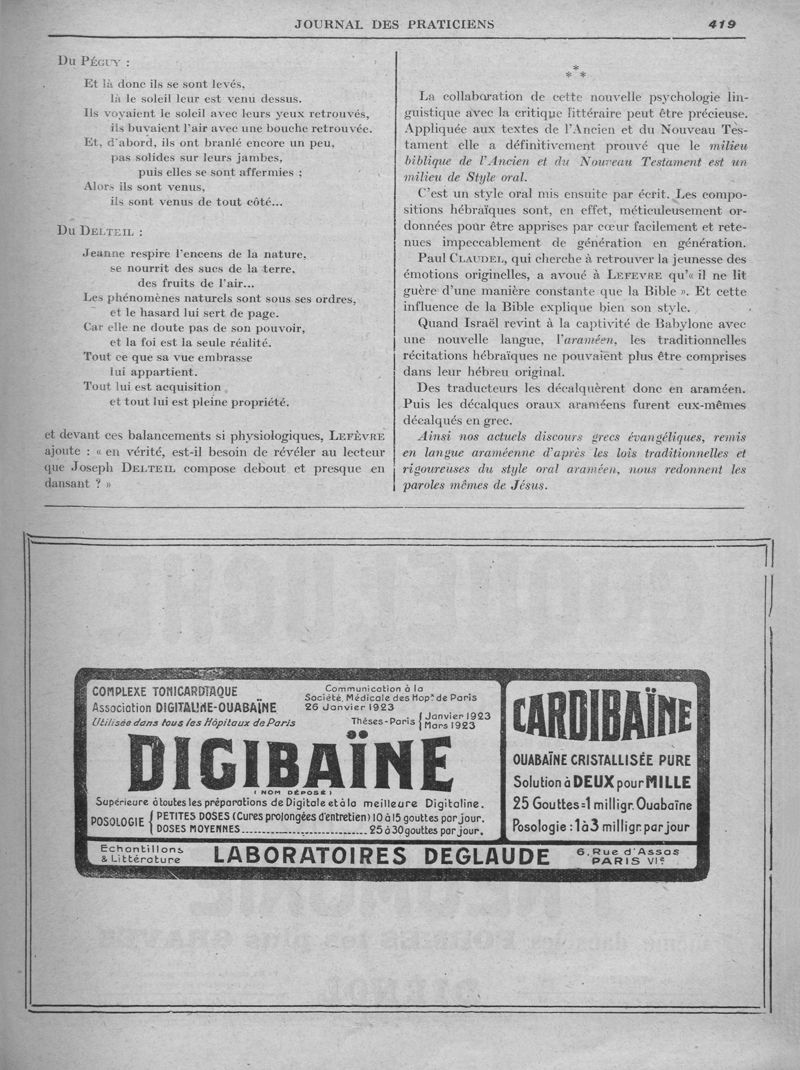 JOURNAL DES PRATICIENS
419
Du PÉGUY :
Et là donc ils se sont levés,
là le soleil leur est venu dessus.
Ils voyaient le soleil avec leurs yeux retrouvés,
ils buvaient l'air avec une bouche retrouvée.
Et, d'abord, ils ont branlé encore un peu,
pas solides sur leurs jambes,
puis elles se sont affermies ;
Alors ils sont venus,
ils sont venus de tout côté...
Du DELTEIL :
Jeanne respire l'encens de la nature,
se nourrit des sucs de la terre,
des fruits de l'air...
Les phénomènes naturels sont sous ses ordres,
et le hasard lui sert de page.
Car elle ne doute pas de son pouvoir,
et la foi est la seule réalité.
Tout ce que sa vue embrasse
lui appartient.
Tout lui est acquisition
et tout lui est pleine propriété.
et devant ces balancements si physiologiques, LEFÈVRE
ajoute : « en vérité, est-il besoin de révéler au lecteur
que Joseph DELTEIL compose debout et presque en
dansant ? »
* * *
La collaboration de cette nouvelle psychologie lin-
guistique avec la critique littéraire peut être précieuse.
Appliquée aux textes de l'Ancien et du Nouveau Tes-
tament elle a définitivement prouvé que le milieu
biblique de l'Ancien et du Nouveau Testament est un
milieu de Style oral.
C'est un style oral mis ensuite par écrit. Les compo-
sitions hébraïques sont, en effet, méticuleusement or-
données pour être apprises par cœur facilement et rete-
nues impeccablement de génération en génération.
Paul CLAUDEL, qui cherche à retrouver la jeunesse des
émotions originelles, a avoué à LEFEVRE qu'« il ne lit
guère d'une manière constante que la Bible ». Et cette
influence de la Bible explique bien son style.
Quand Israël revint à la captivité de Babylone avec
une nouvelle langue, l'araméen, les traditionnelles
récitations hébraïques ne pouvaient plus être comprises
dans leur hébreu original.
Des traducteurs les décalquèrent donc en araméen.
Puis les décalques oraux araméens furent eux-mêmes
décalqués en grec.
Ainsi nos actuels discours grecs évangéliques, remis
en langue araméenne d'après les lois traditionnelles et
rigoureuses du style oral araméen, nous redonnent les
paroles mêmes de Jésus.
COMPLEXE TONICARDIAQUE
Association DIGITALINE-OUABAÏNE
Utilisée dans tous les Hôpitaux de Paris
Communication à la
Société Médicale des Hopx de Paris
26 Janvier 1923
Thèses-Paris { Janvier 1923
Mars 1923
DIGIBAÏNE
( NOM DÉPOSÉ )
Supérieure à toutes les préparations de Digitale et à la meilleure Digitaline.
POSOLOGIE { PETITES DOSES (Cures prolongées d'entretien) 10 à 15 gouttes par jour.
DOSES MOYENNES.......................... 25 à 30 gouttes par jour.
CARDIBAÏNE
OUABAÏNE CRISTALLISÉE PURE
Solution à DEUX pour MILLE
25 Gouttes = 1 milligr. Ouabaïne
Posologie : 1 à 3 milligr. par jour
Echantillons
& Littérature
LABORATOIRES DEGLAUDE
6, Rue d'Assas
PARIS VIe